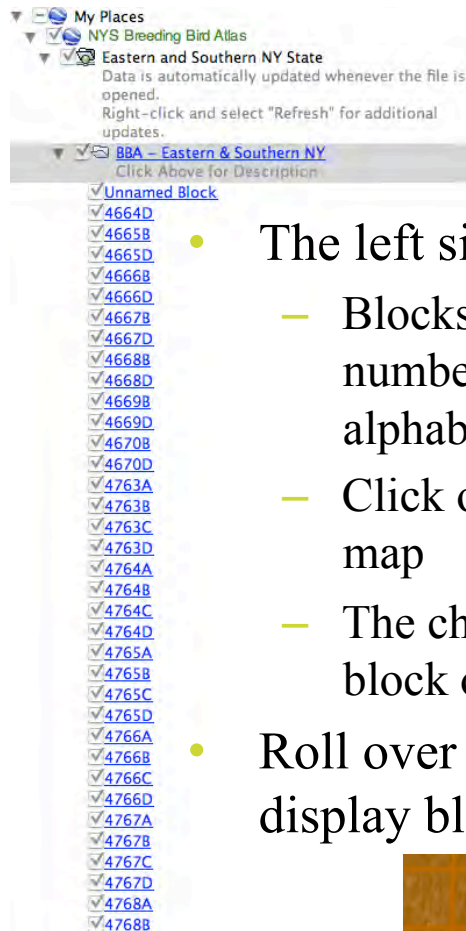 My Places
NYS Breeding Bird Atlas
Eastern and Southern NY State
Data is automatically updated whenever the file is
opened.
Right-click and select "Refresh" for additional
updates.
BBA - Eastern & Southern NY
Click Above for Description
Unnamed Block
4664D
4665B
4665D
4666B
4666D
4667B
4667D
4668B
4668D
4669B
4669D
4670B
4670D
4763A
4763B
4763C
4763D
4764A
4764B
4764C
4764D
4765A
4765B
4765C
4765D
4766A
4766B
4766C
4766D
4767A
4767B
4767C
4767D
4768A
4768B
• The left si
– Blocks
numbe
alphab
– Click o
map
– The ch
block o
• Roll over
display bl